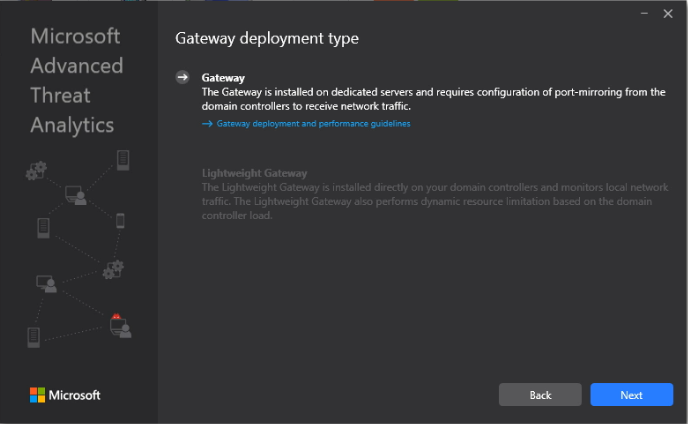 Microsoft
Advanced
Threat
Analytics
Gateway deployment type
Gateway
The Gateway is installed on dedicated servers and requires configuration of port-mirroring from the
domain controllers to receive network traffic.
Gateway deployment and performance guidelines
Lightweight Gateway
The Lightweight Gateway is installed directly on your domain controllers and monitors local network
traffic. The Lightweight Gateway also performs dynamic resource limitation based on the domain
controller load.
Microsoft
Back
Next